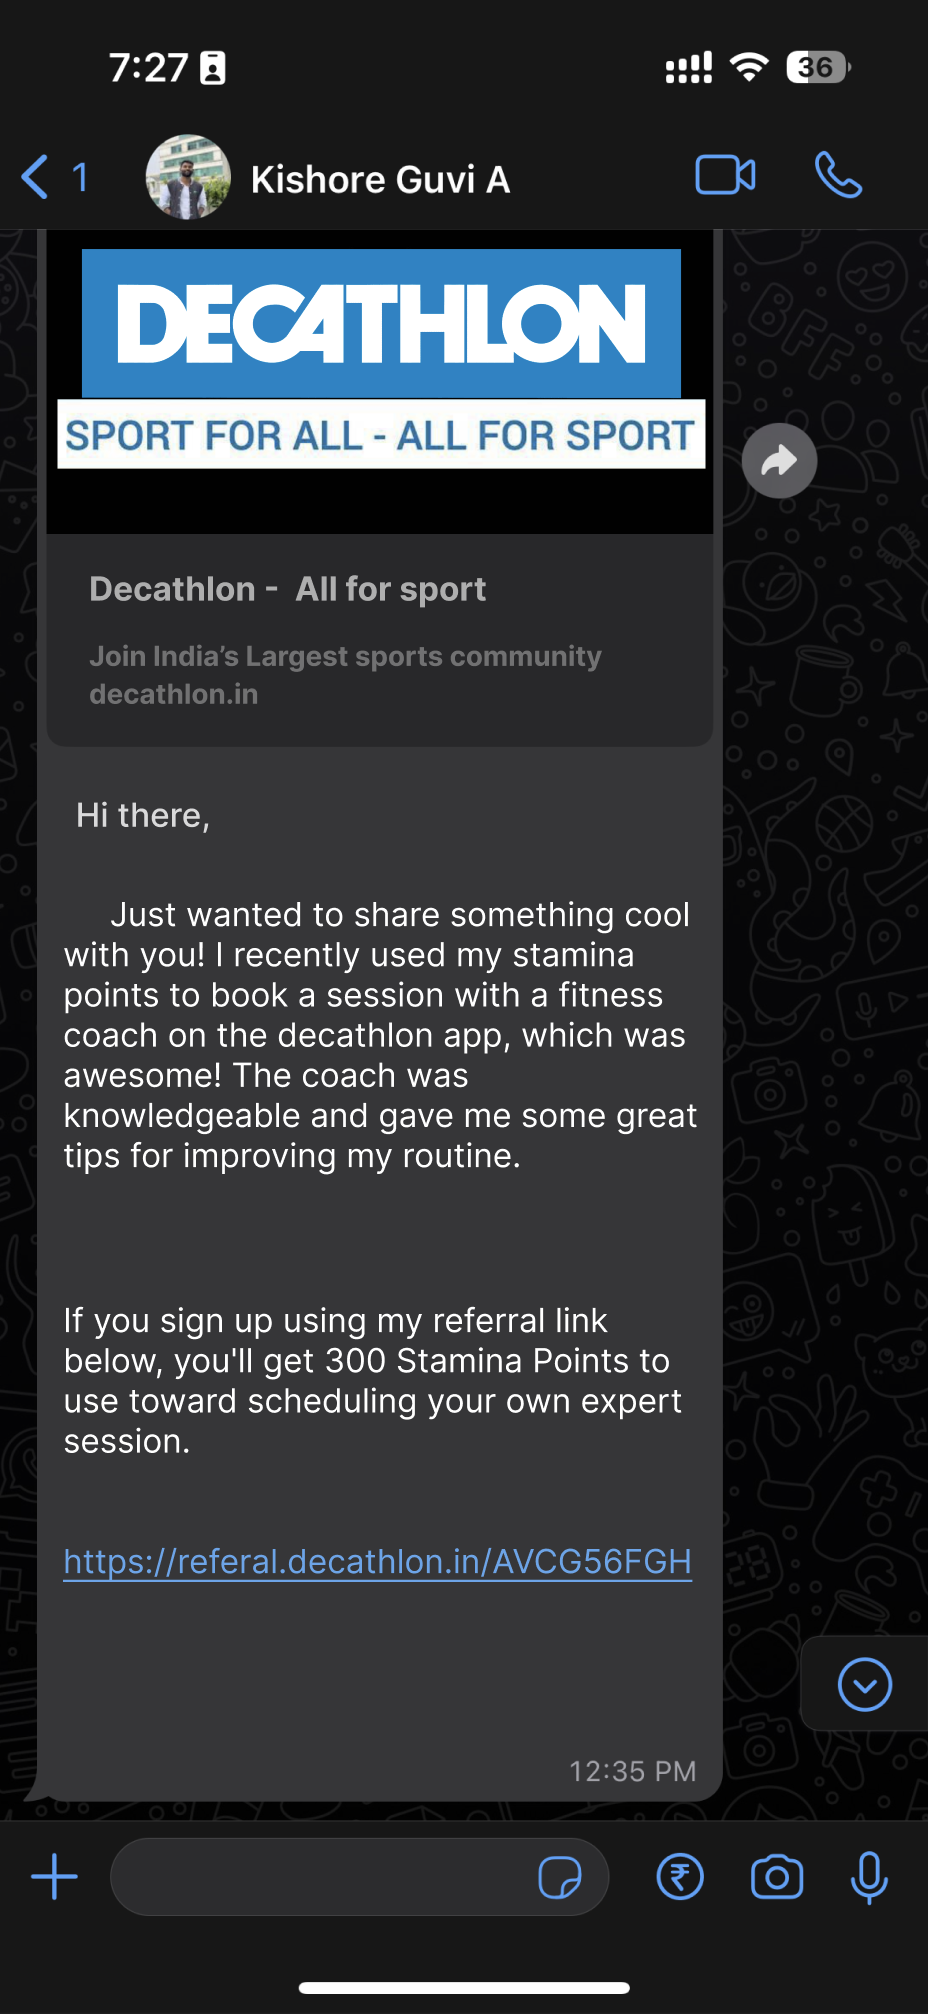 7:27
36
1
Kishore Guvi A
DECATHLON
SPORT FOR ALL - ALL FOR SPORT
Decathlon - All for sport
Join India's Largest sports community
decathlon.in
Hi there,
Just wanted to share something cool
with you! I recently used my stamina
points to book a session with a fitness
coach on the decathlon app, which was
awesome! The coach was
knowledgeable and gave me some great
tips for improving my routine.
If you sign up using my referral link
below, you'll get 300 Stamina Points to
use toward scheduling your own expert
session.
https://referal.decathlon.in/AVCG56FGH
12:35 PM
BFF
28
₹